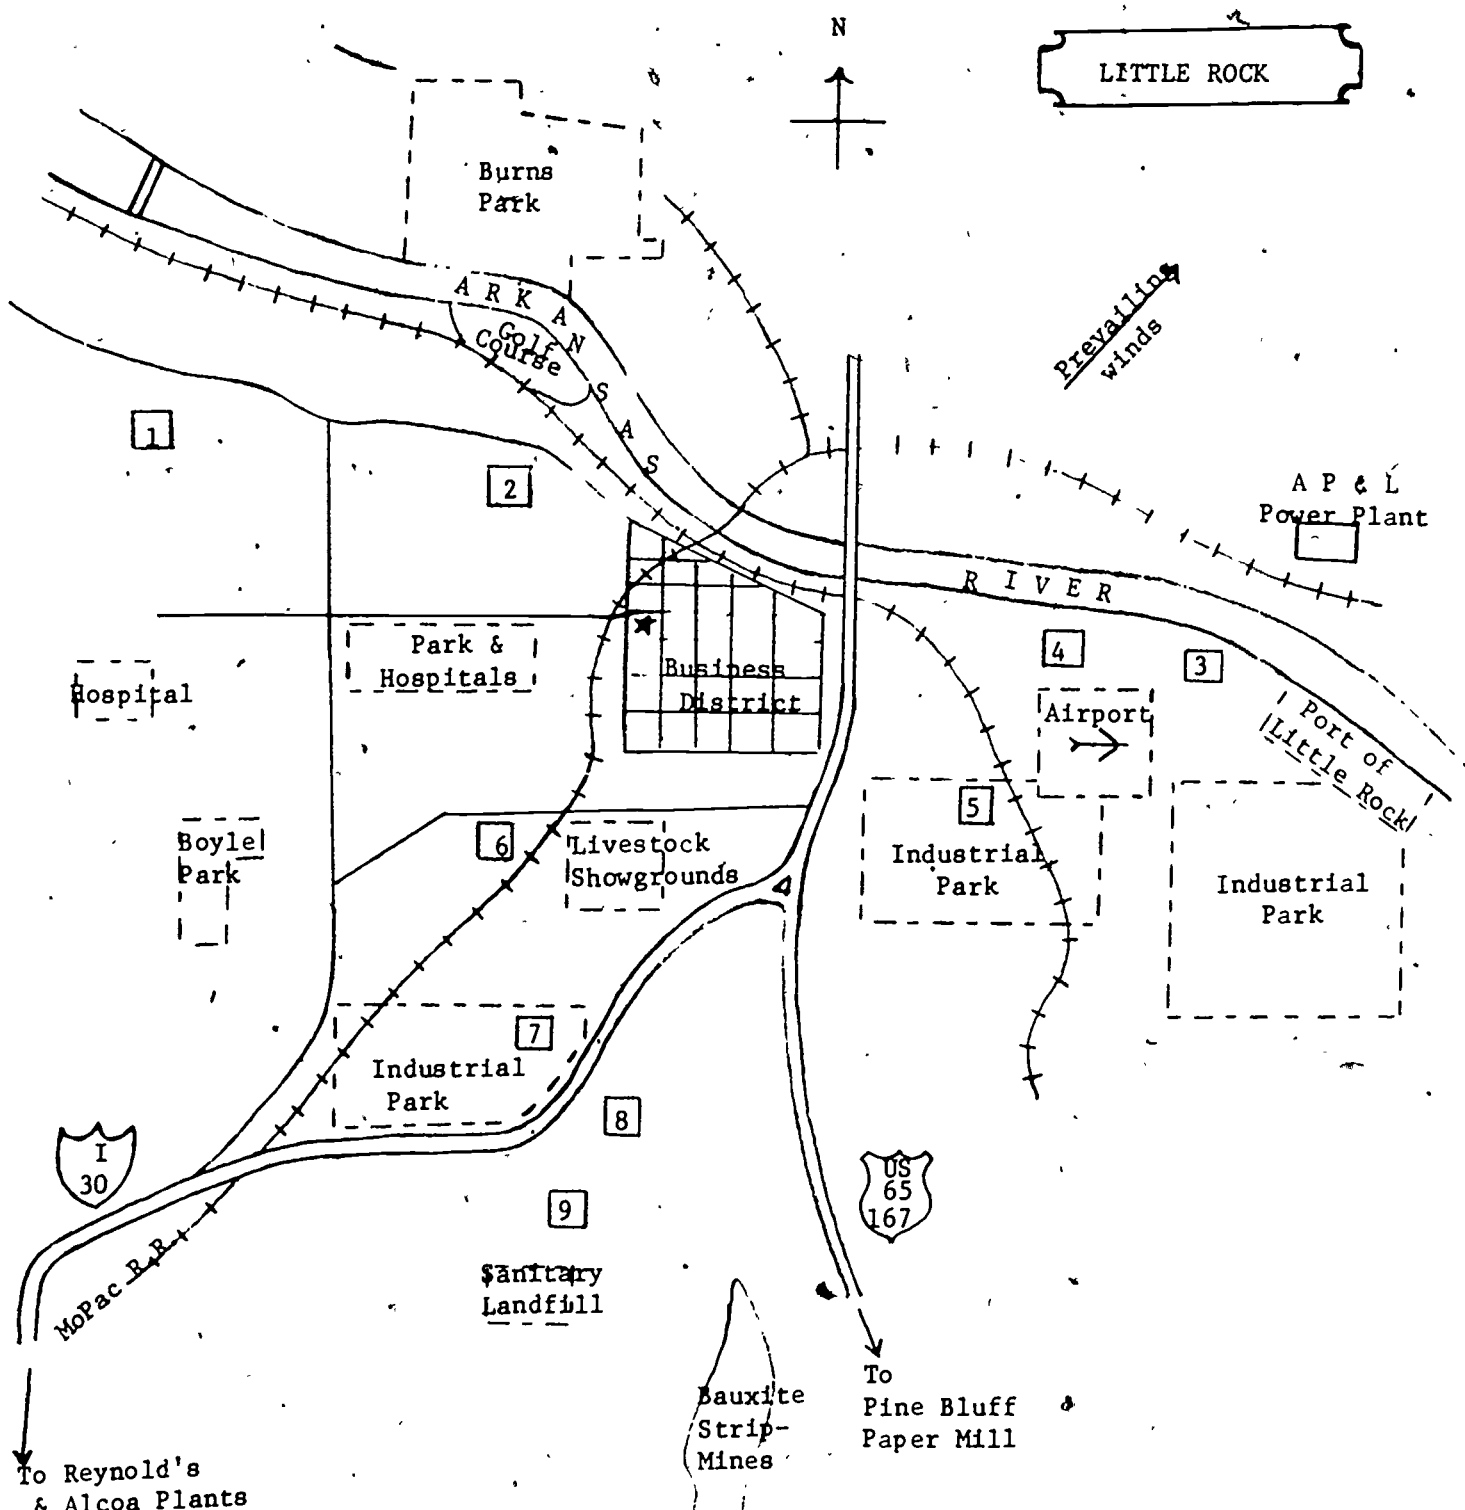 N
LITTLE ROCK
Burns
Park
Prevailing
winds
ARKANSAS
Golf
Course
1
2
A P & L
Power Plant
RIVER
4
3
Park &
Hospitals
Hospital
Business
District
Airport
Port of
Little Rock
5
6
Livestock
Showgrounds
Boyle
Park
Industrial
Park
Industrial
Park
7
Industrial
Park
8
I
30
US
65
167
9
MoPac R.R.
Sanitary
Landfill
To
Pine Bluff
Paper Mill
Bauxite
Strip-
Mines
To Reynold's
& Alcoa Plants